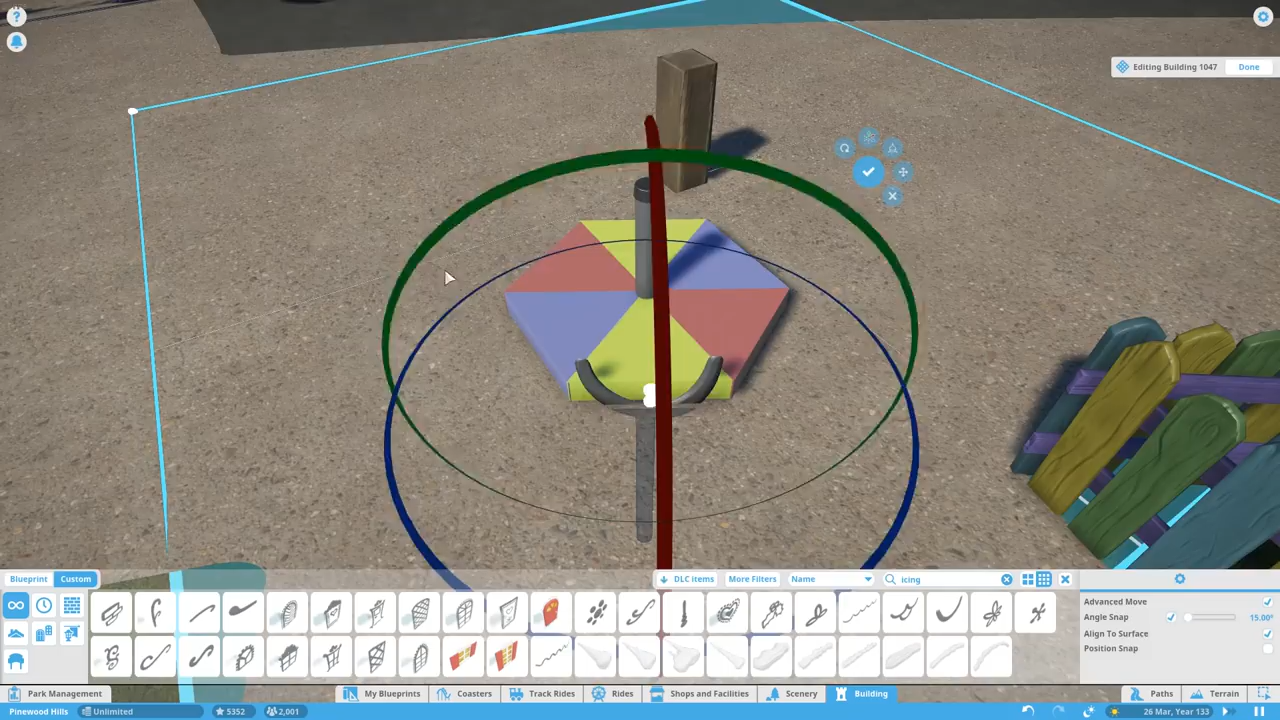 ?
Editing Building 1047 Done
Blueprint Custom
DLC items More Filters Name icing
Advanced Move
Angle Snap 15.00°
Align To Surface
Position Snap
Park Management My Blueprints Coasters Track Rides Rides Shops and Facilities Scenery Building Paths Terrain
Pinewood Hills Unlimited 5352 2,001 26 Mar, Year 133